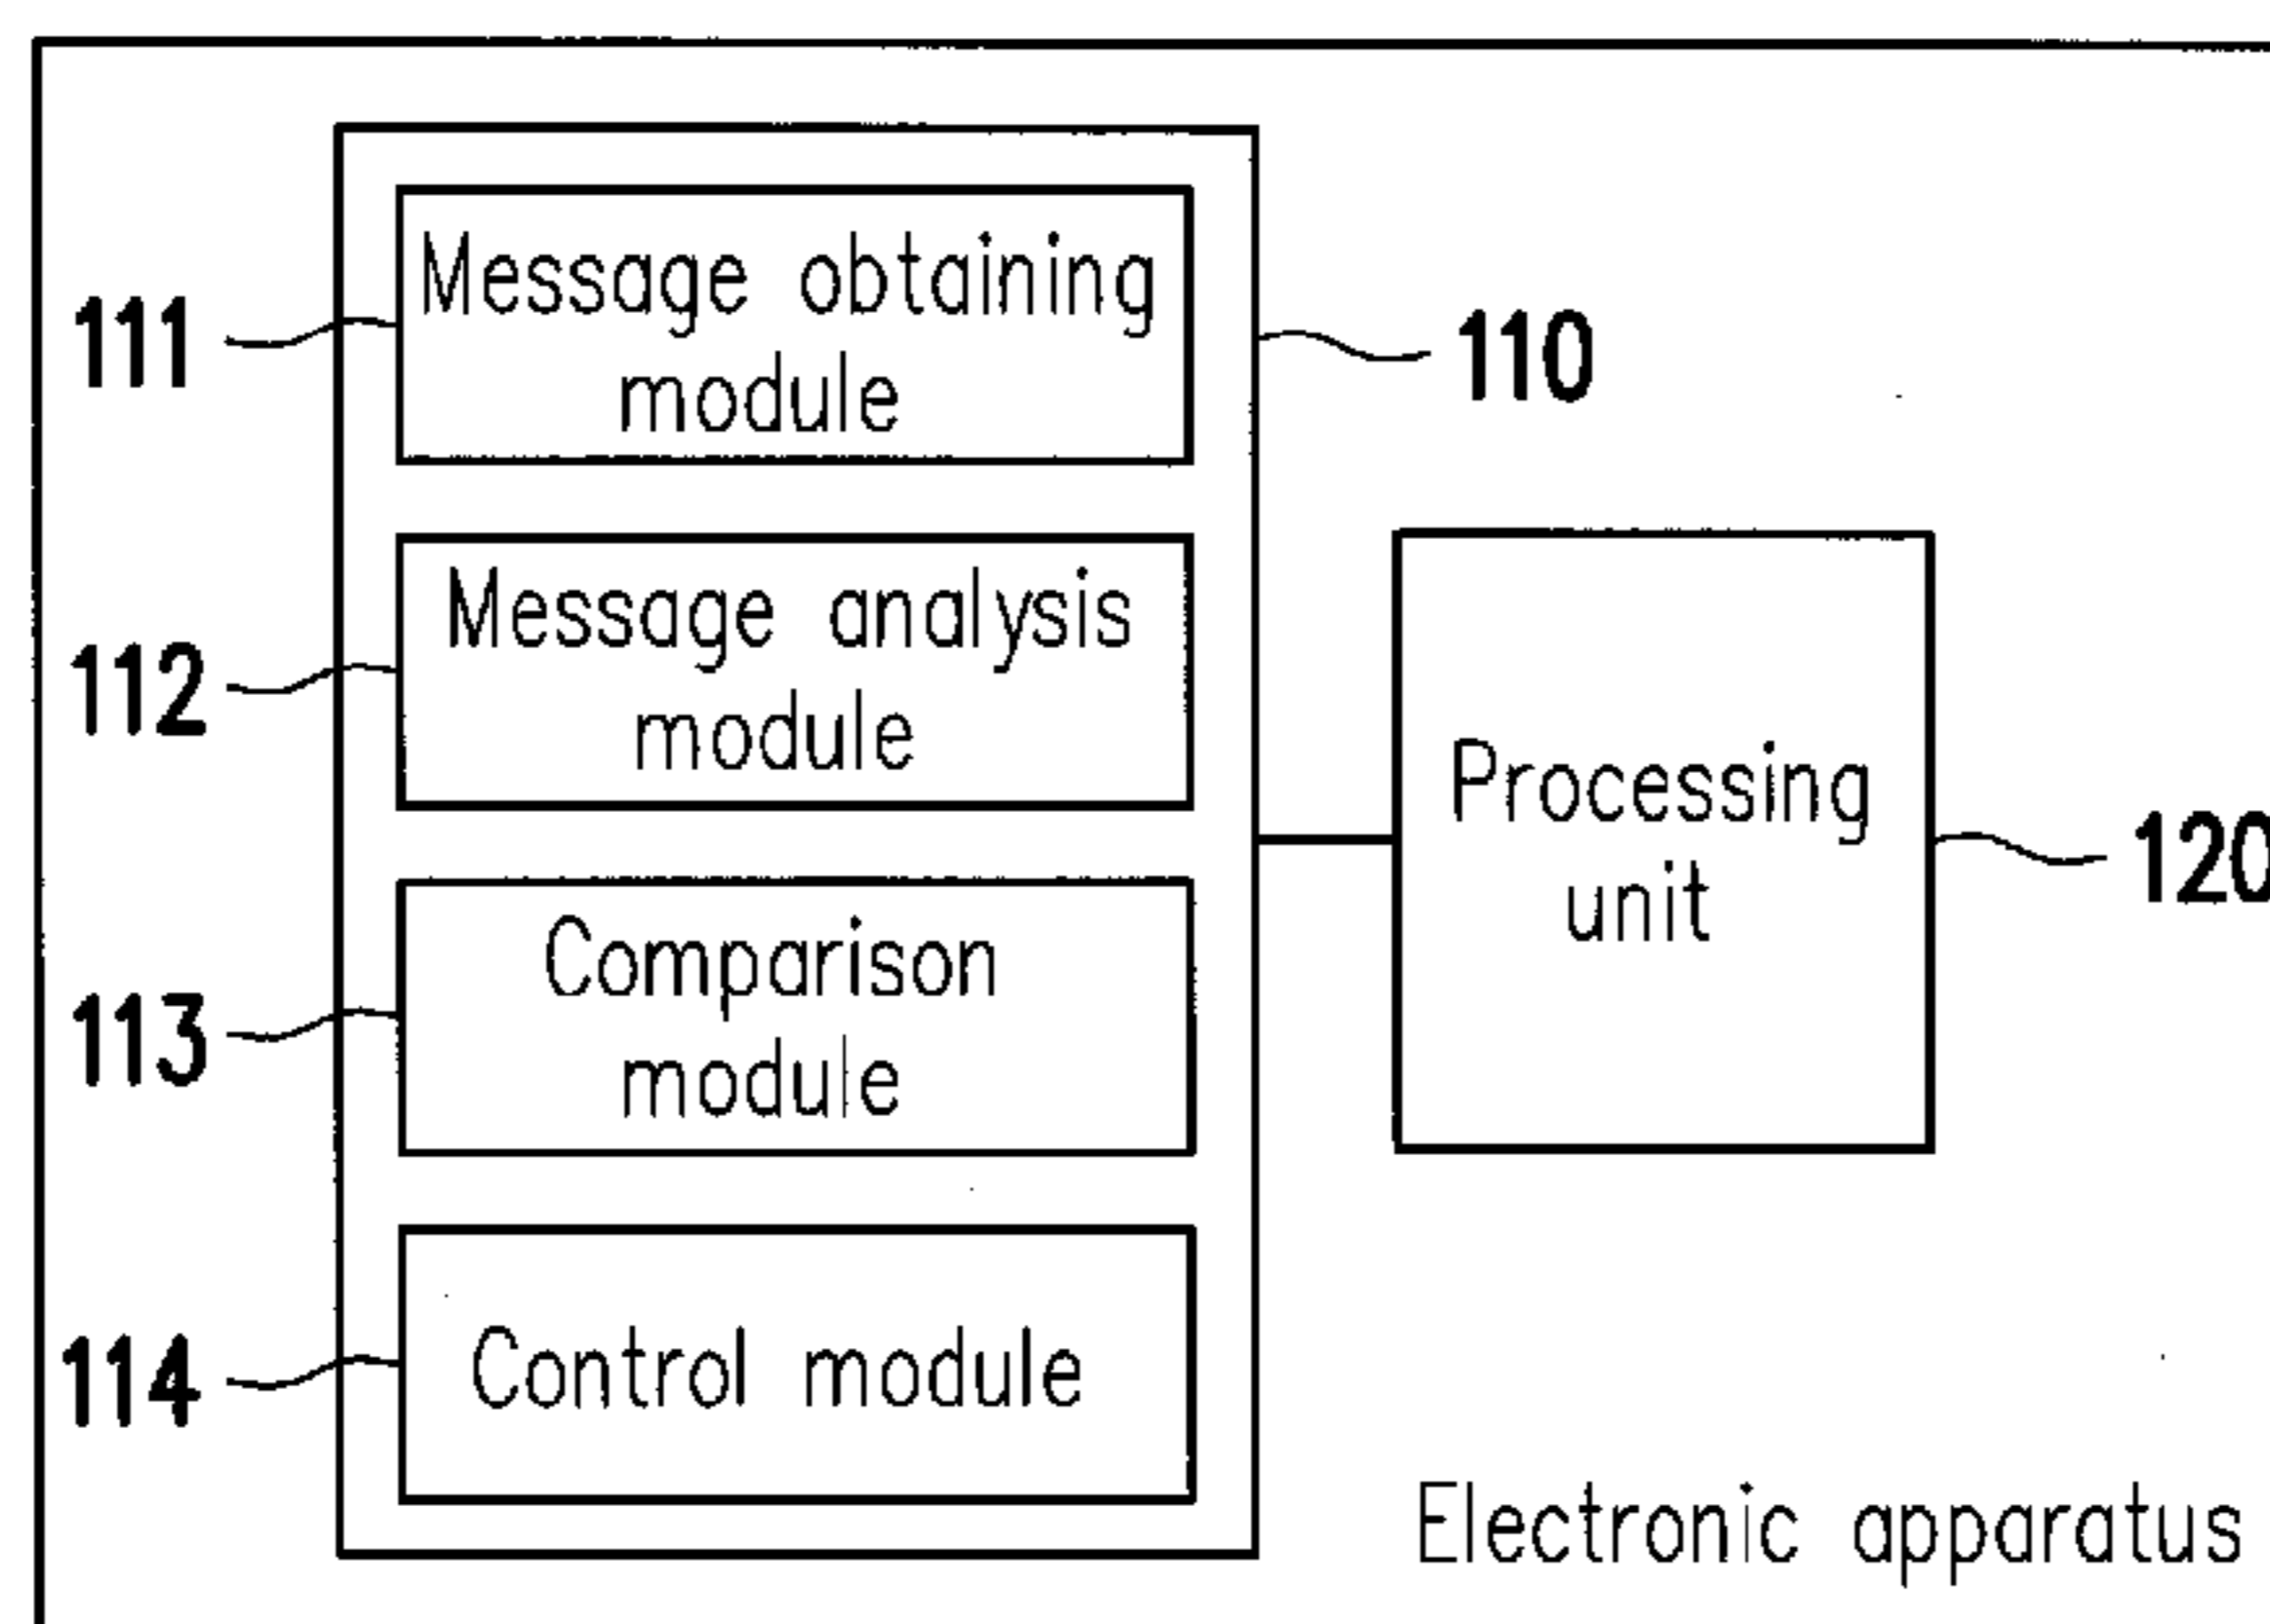 111
Message obtaining
module
110
112
Message analysis
module
Processing
unit
120
113
Comparison
module
114
Control module
Electronic apparatus